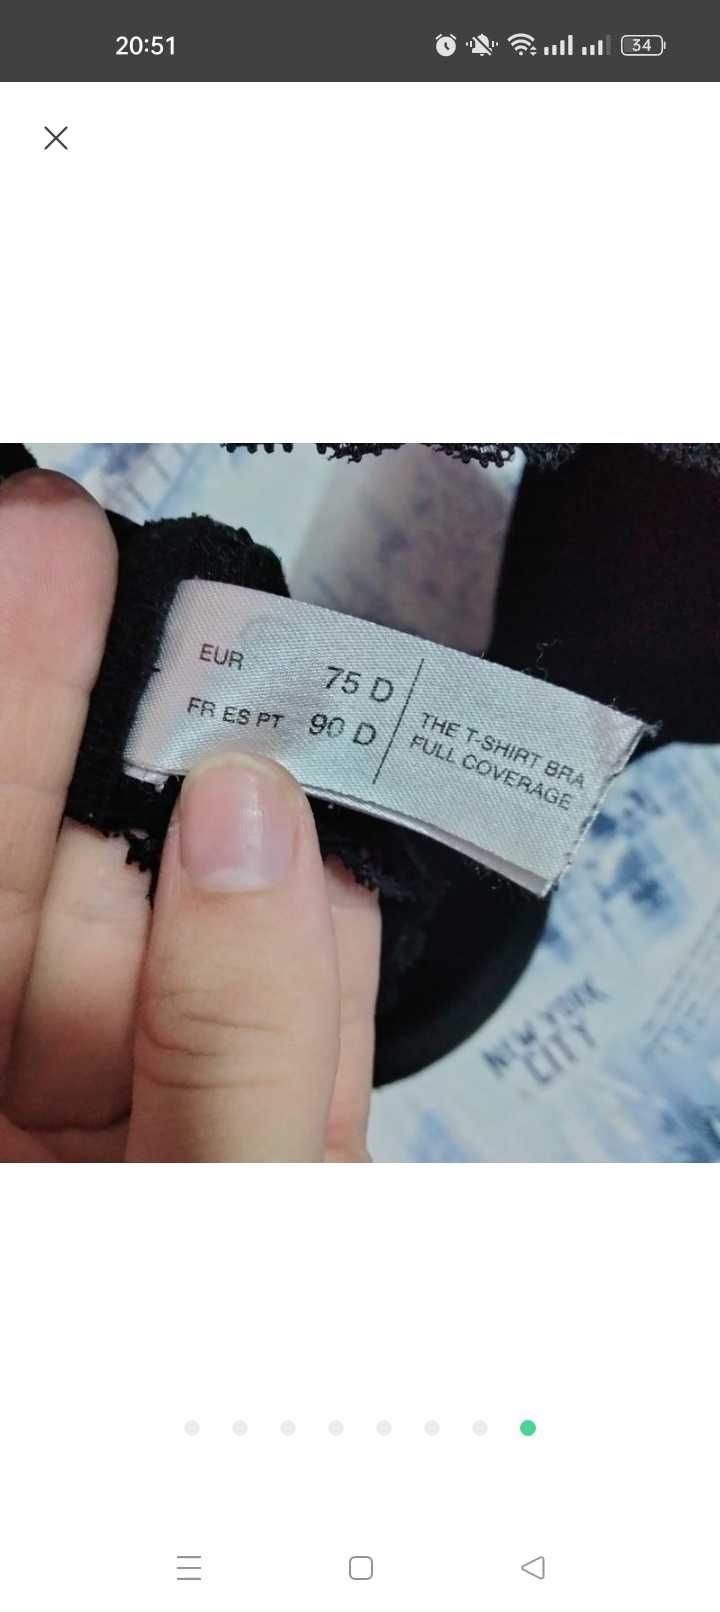 20:51
34
EUR 75 D
FR ES PT 90 D
THE T-SHIRT BRA
FULL COVERAGE
NEW YORK
CITY